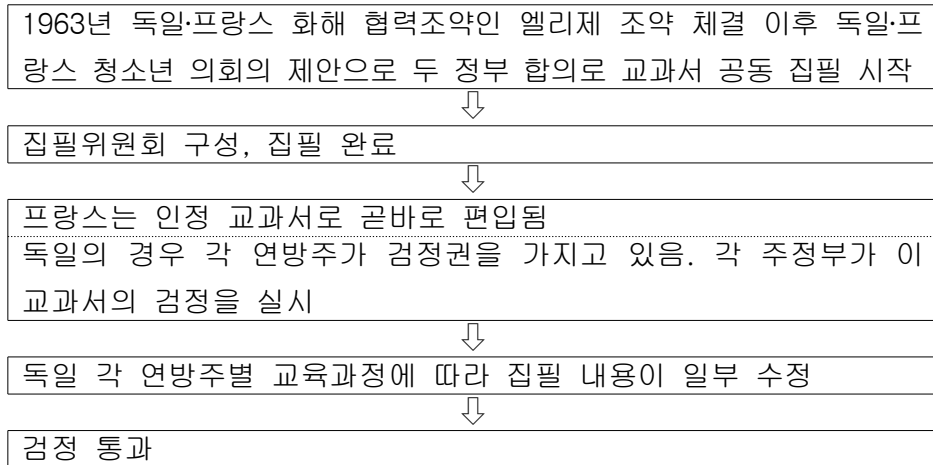 1963년 독일·프랑스 화해 협력조약인 엘리제 조약 체결 이후 독일·프
랑스 청소년 의회의 제안으로 두 정부 합의로 교과서 공동 집필 시작
⇩
집필위원회 구성, 집필 완료
⇩
프랑스는 인정 교과서로 곧바로 편입됨
독일의 경우 각 연방주가 검정권을 가지고 있음. 각 주정부가 이
교과서의 검정을 실시
⇩
독일 각 연방주별 교육과정에 따라 집필 내용이 일부 수정
⇩
검정 통과